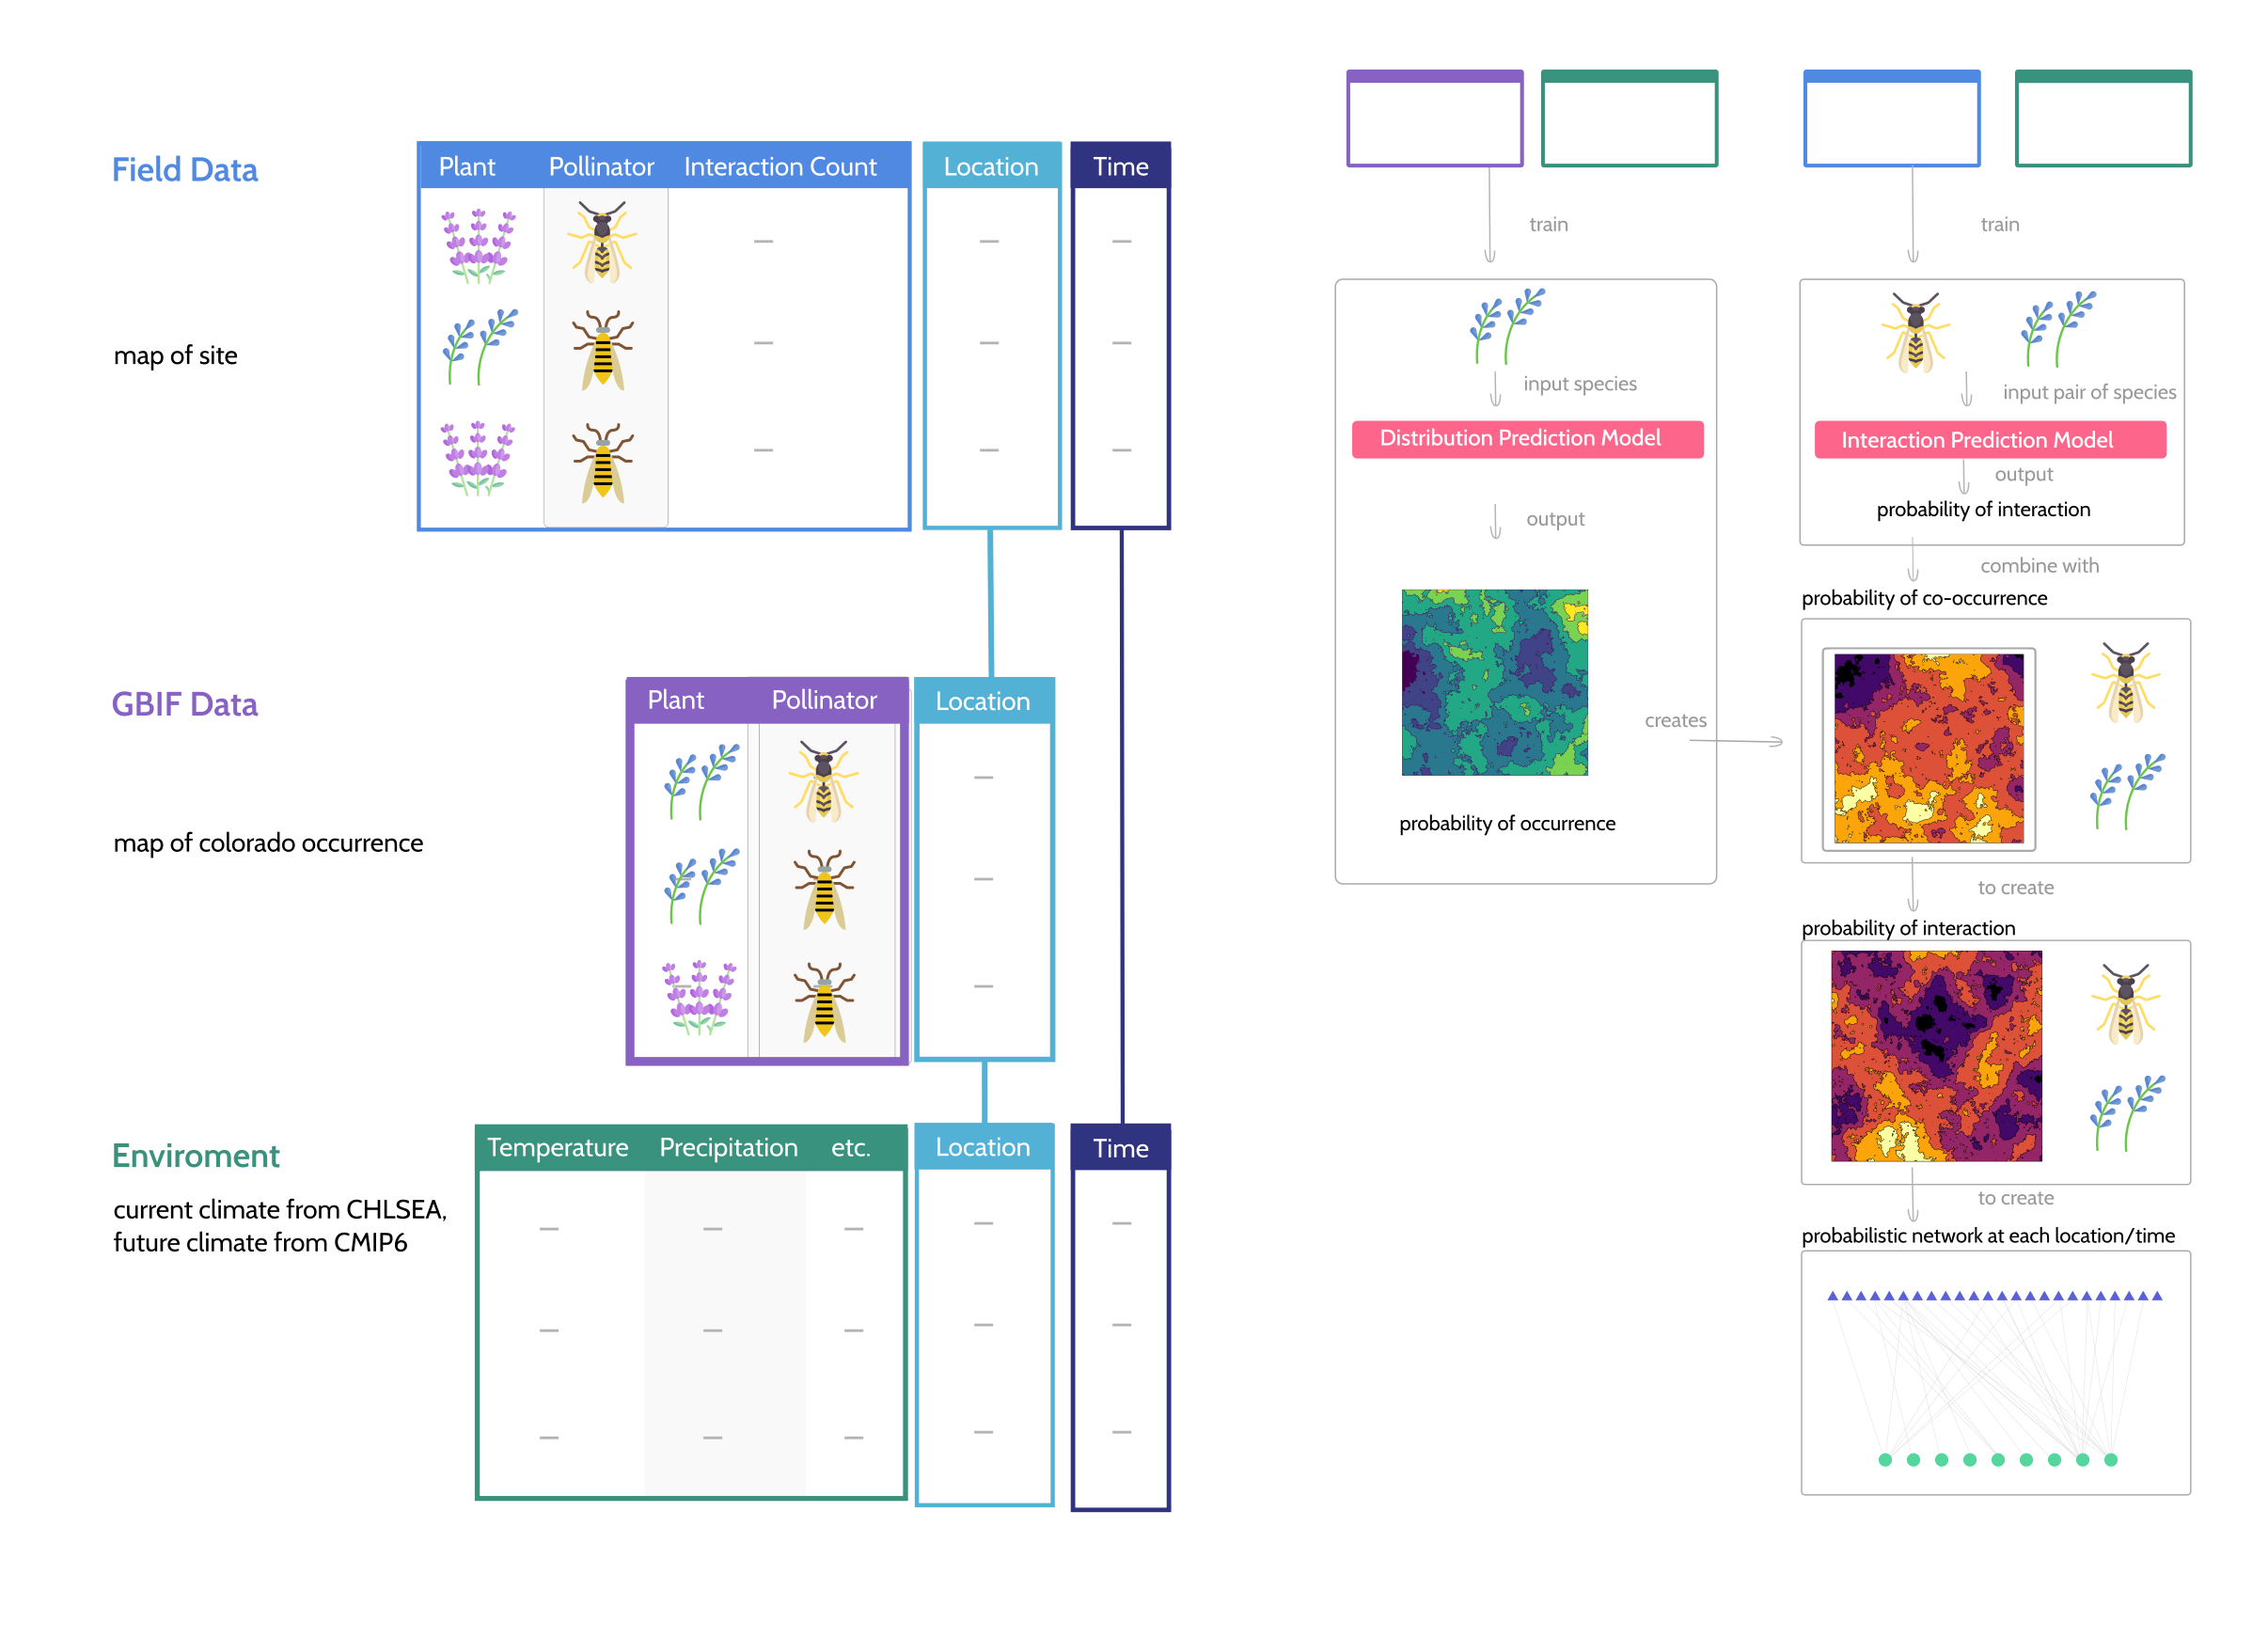 Field Data
Plant Pollinator Interaction Count Location Time
map of site
GBIF Data
Plant Pollinator Location
map of colorado occurrence
Enviroment
current climate from CHLSEA,
future climate from CMIP6
Temperature Precipitation etc. Location Time
train
input species
Distribution Prediction Model
output
probability of occurrence
creates
train
input pair of species
Interaction Prediction Model
output
probability of interaction
combine with
probability of co-occurrence
to create
probability of interaction
to create
probabilistic network at each location/time